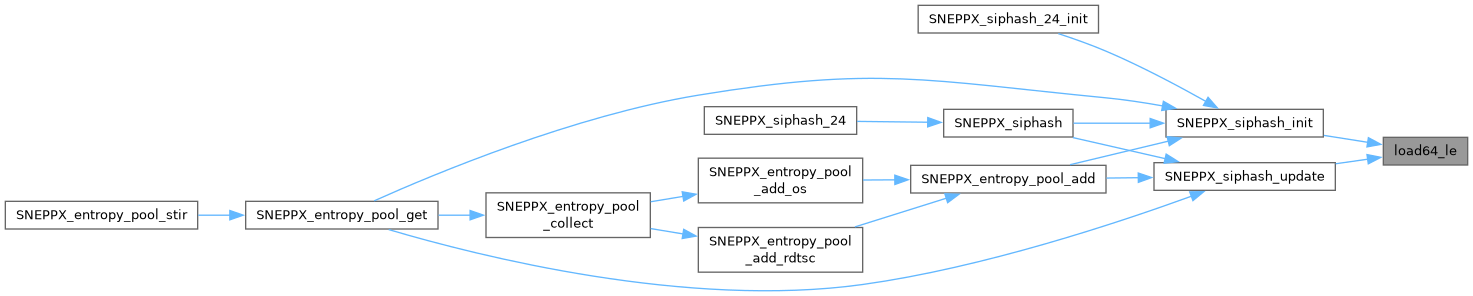 SNEPPX_siphash_24_init
SNEPPX_siphash_24
SNEPPX_siphash
SNEPPX_siphash_init
load64_le
SNEPPX_entropy_pool
_add_os
SNEPPX_entropy_pool_add
SNEPPX_siphash_update
SNEPPX_entropy_pool_stir
SNEPPX_entropy_pool_get
SNEPPX_entropy_pool
_collect
SNEPPX_entropy_pool
_add_rdtsc